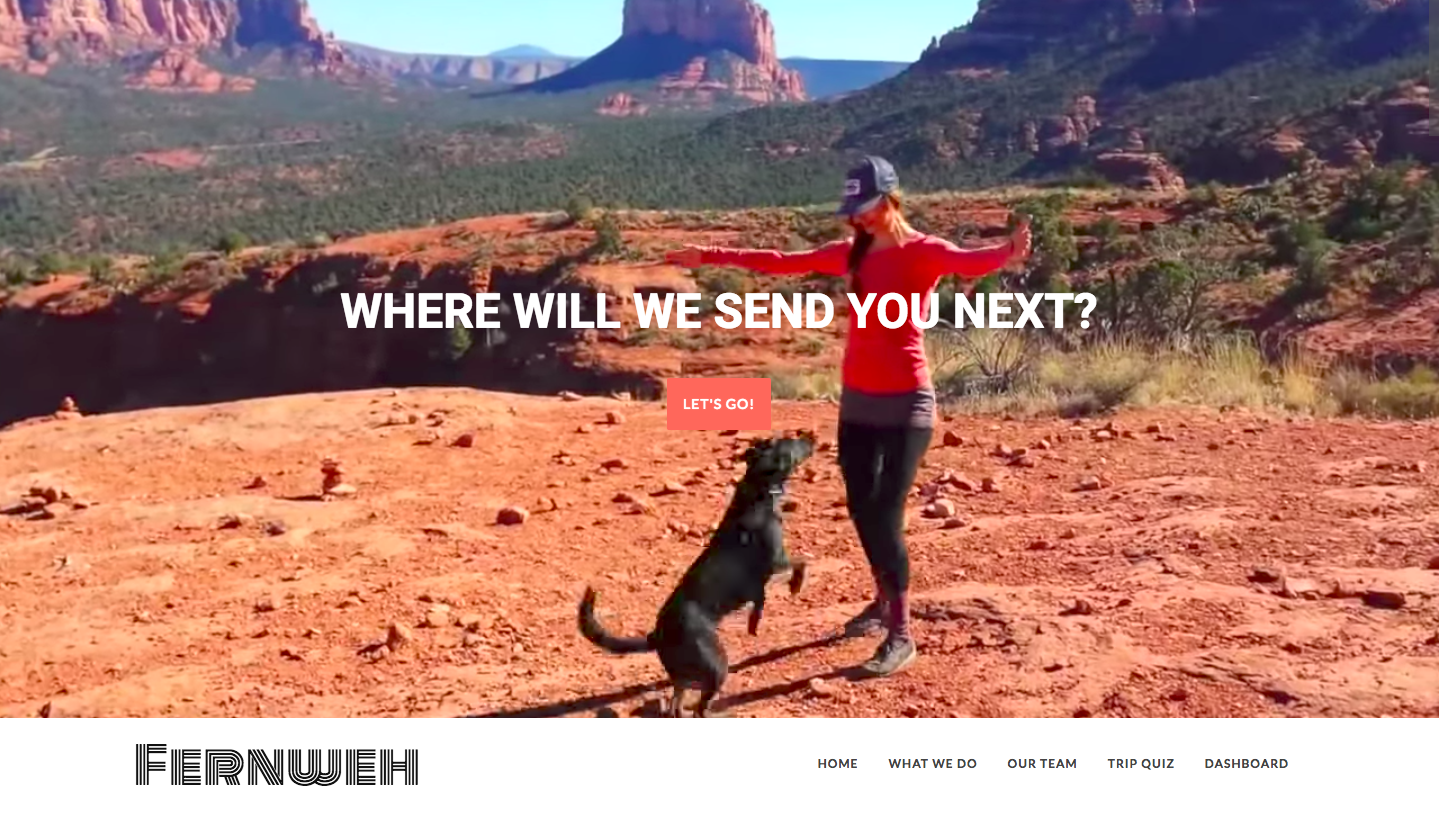 WHERE WILL WE SEND YOU NEXT?
LET'S GO!
FERNWEH
HOME WHAT WE DO OUR TEAM TRIP QUIZ DASHBOARD